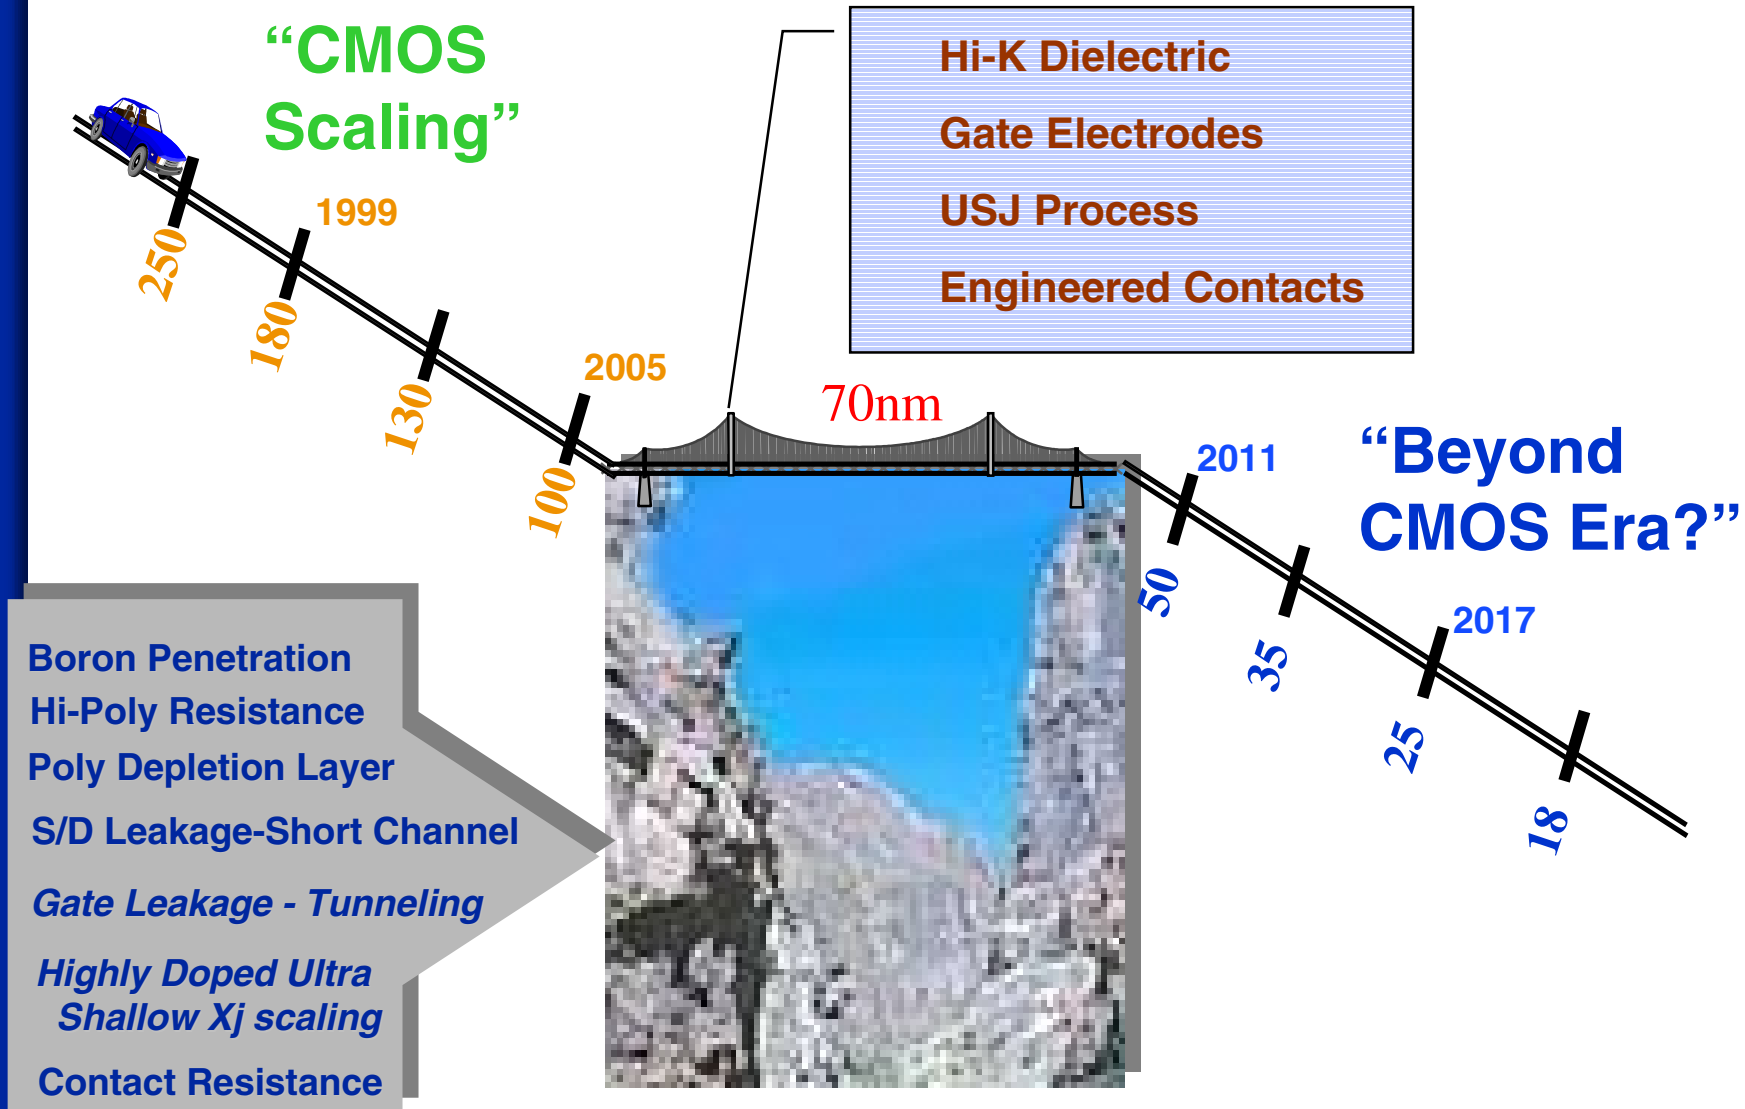 “CMOS
Scaling”
Hi-K Dielectric
Gate Electrodes
USJ Process
Engineered Contacts
250
1999
180
130
2005
100
70nm
2011
“Beyond
CMOS Era?”
50
35
2017
25
18
Boron Penetration
Hi-Poly Resistance
Poly Depletion Layer
S/D Leakage-Short Channel
Gate Leakage - Tunneling
Highly Doped Ultra
Shallow Xj scaling
Contact Resistance